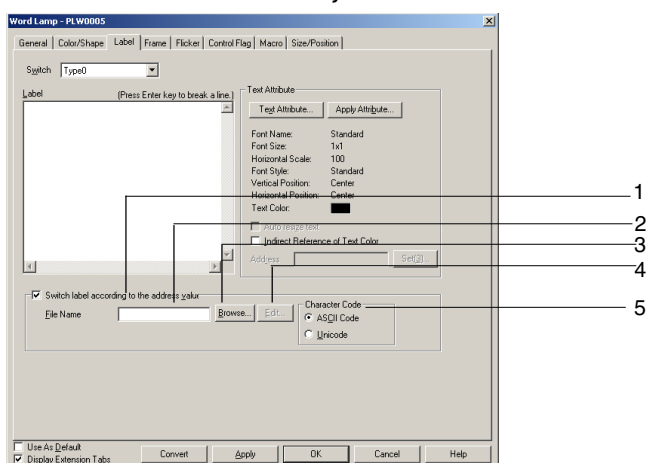 Word Lamp - PLW0005
General Color/Shape Label Frame Flicker Control Flag Macro Size/Position
Switch Type0
Label (Press Enter key to break a line.)
Text Attribute
Text Attribute... Apply Attribute...
Font Name: Standard
Font Size: 1x1
Horizontal Scale: 100
Font Style: Standard
Vertical Position: Center
Horizontal Position: Center
Text Color:
Auto resize text
Indirect Reference of Text Color
Address Set(3)...
1
2
3
4
5
Switch label according to the address valur
File Name Browse... Edit...
Character Code
ASCII Code
Unicode
Use As Default
Display Extension Tabs
Convert Apply OK Cancel Help